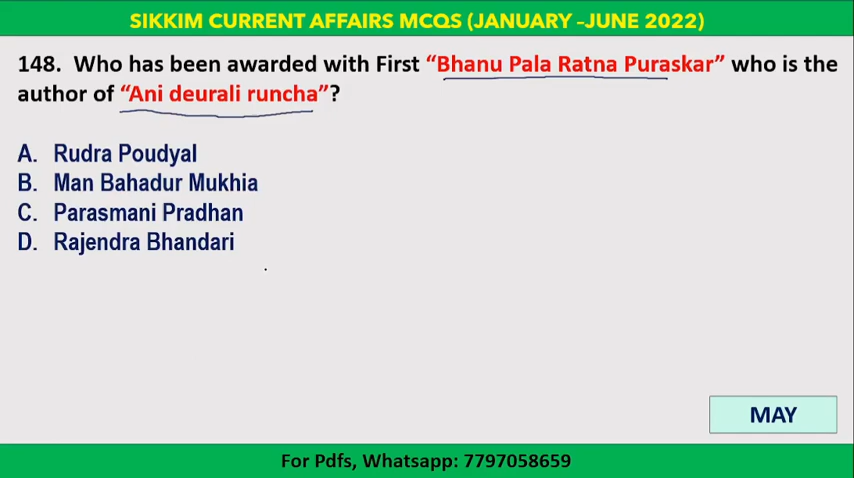 SIKKIM CURRENT AFFAIRS MCQS (JANUARY –JUNE 2022)
148. Who has been awarded with First “Bhanu Pala Ratna Puraskar” who is the
author of “Ani deurali runcha”?
A. Rudra Poudyal
B. Man Bahadur Mukhia
C. Parasmani Pradhan
D. Rajendra Bhandari
MAY
For Pdfs, Whatsapp: 7797058659